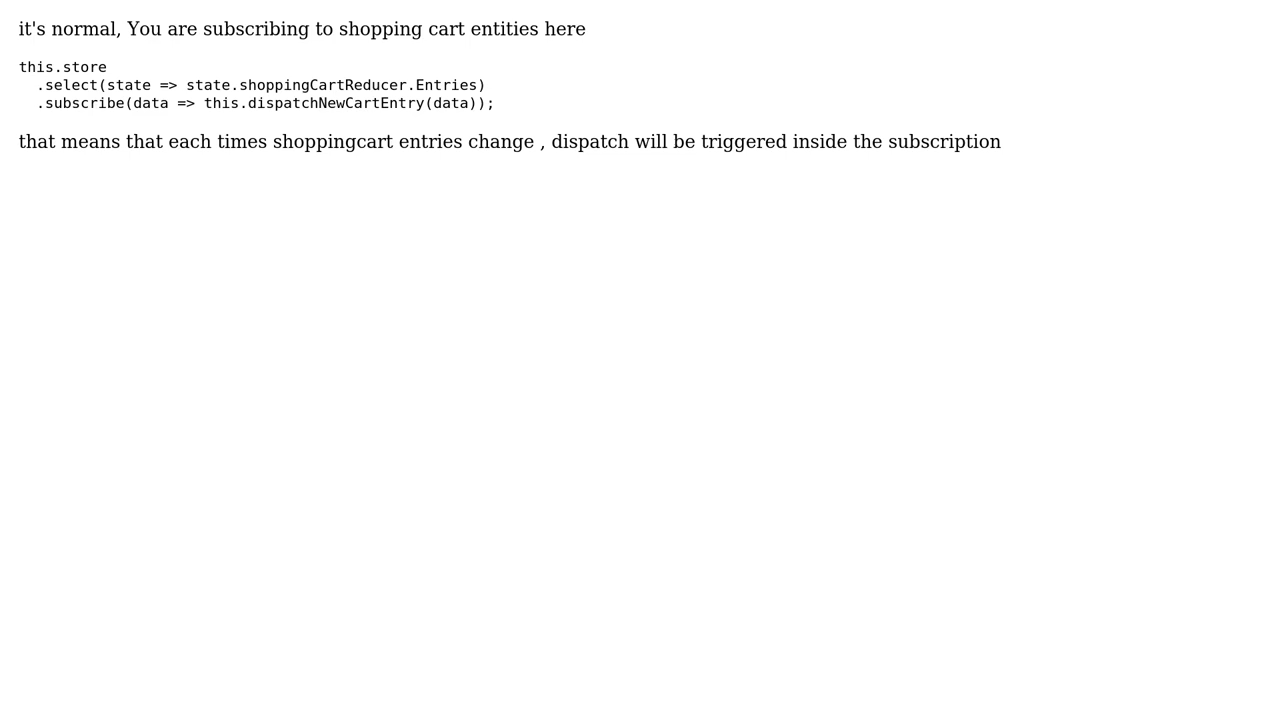 it's normal, You are subscribing to shopping cart entities here
this.store
  .select(state => state.shoppingCartReducer.Entries)
  .subscribe(data => this.dispatchNewCartEntry(data));
that means that each times shoppingcart entries change , dispatch will be triggered inside the subscription